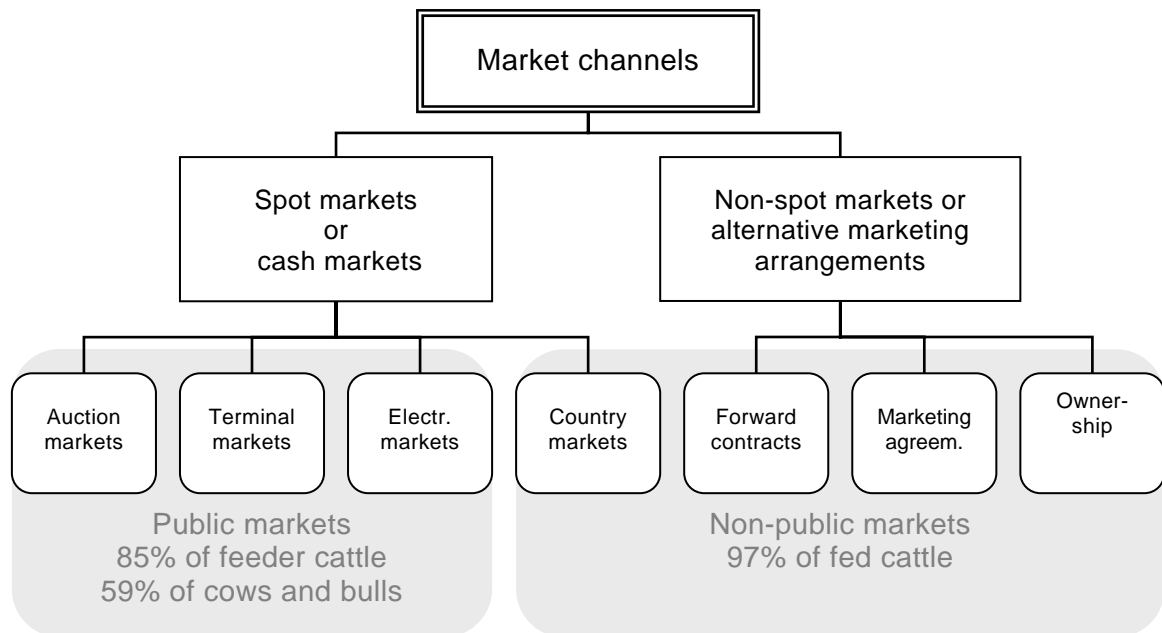 Market channels
Spot markets
or
cash markets
Non-spot markets or
alternative marketing
arrangements
Auction
markets
Terminal
markets
Electr.
markets
Country
markets
Forward
contracts
Marketing
agreem.
Owner-
ship
Public markets
85% of feeder cattle
59% of cows and bulls
Non-public markets
97% of fed cattle